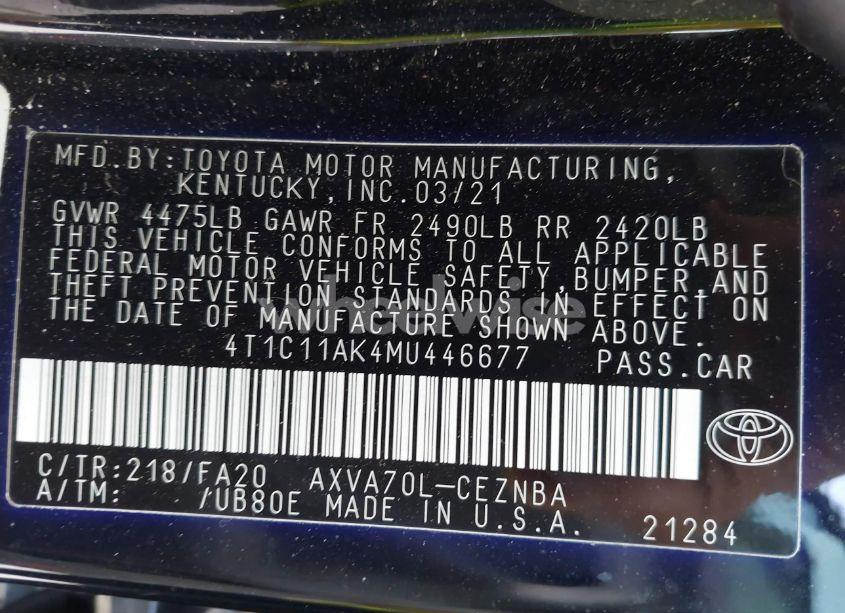 MFD.BY:TOYOTA MOTOR MANUFACTURING,
KENTUCKY,INC.03/21
GVWR 4475LB GAWR FR 2490LB RR 2420LB
THIS VEHICLE CONFORMS TO ALL APPLICABLE
FEDERAL MOTOR VEHICLE SAFETY,BUMPER,AND
THEFT PREVENTION STANDARDS IN EFFECT ON
THE DATE OF MANUFACTURE SHOWN ABOVE.
wheelwise
4T1C11AK4MU446677 PASS.CAR
C/TR:218/FA20 AXVA70L-CEZNBA
A/TM: /UB80E MADE IN U.S.A. 21284